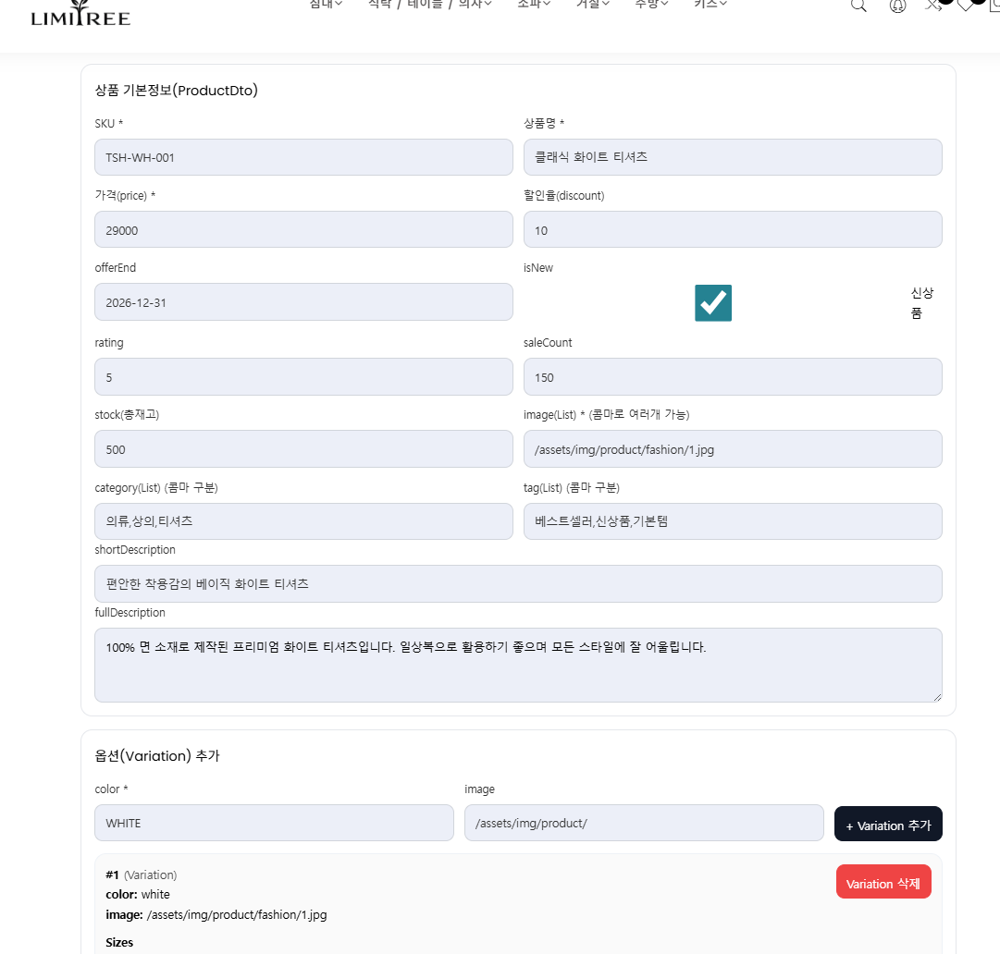 LIMITREE
침대
식탁 / 테이블 / 의자
소파
거실
주방
키즈
상품 기본정보(ProductDto)
SKU *
상품명 *
TSH-WH-001
클래식 화이트 티셔츠
가격(price) *
할인율(discount)
29000
10
offerEnd
isNew
2026-12-31
신상
품
rating
saleCount
5
150
stock(총재고)
image(List) * (콤마로 여러개 가능)
500
/assets/img/product/fashion/1.jpg
category(List) (콤마 구분)
tag(List) (콤마 구분)
의류,상의,티셔츠
베스트셀러,신상품,기본템
shortDescription
편안한 착용감의 베이직 화이트 티셔츠
fullDescription
100% 면 소재로 제작된 프리미엄 화이트 티셔츠입니다. 일상복으로 활용하기 좋으며 모든 스타일에 잘 어울립니다.
옵션(Variation) 추가
color *
image
WHITE
/assets/img/product/
+ Variation 추가
#1 (Variation)
Variation 삭제
color: white
image: /assets/img/product/fashion/1.jpg
Sizes